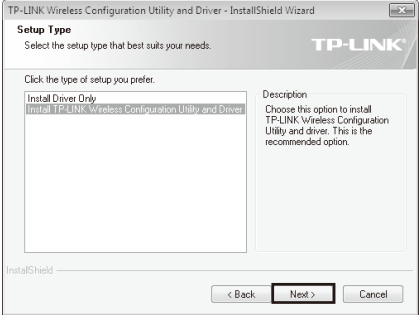 TP-LINK Wireless Configuration Utility and Driver - InstallShield Wizard
Setup Type
Select the setup type that best suits your needs.
TP-LINK®
Click the type of setup you prefer.
Install Driver Only
Install TP-LINK Wireless Configuration Utility and Driver
Description
Choose this option to install
TP-LINK Wireless Configuration
Utility and driver. This is the
recommended option.
InstallShield
< Back
Next >
Cancel